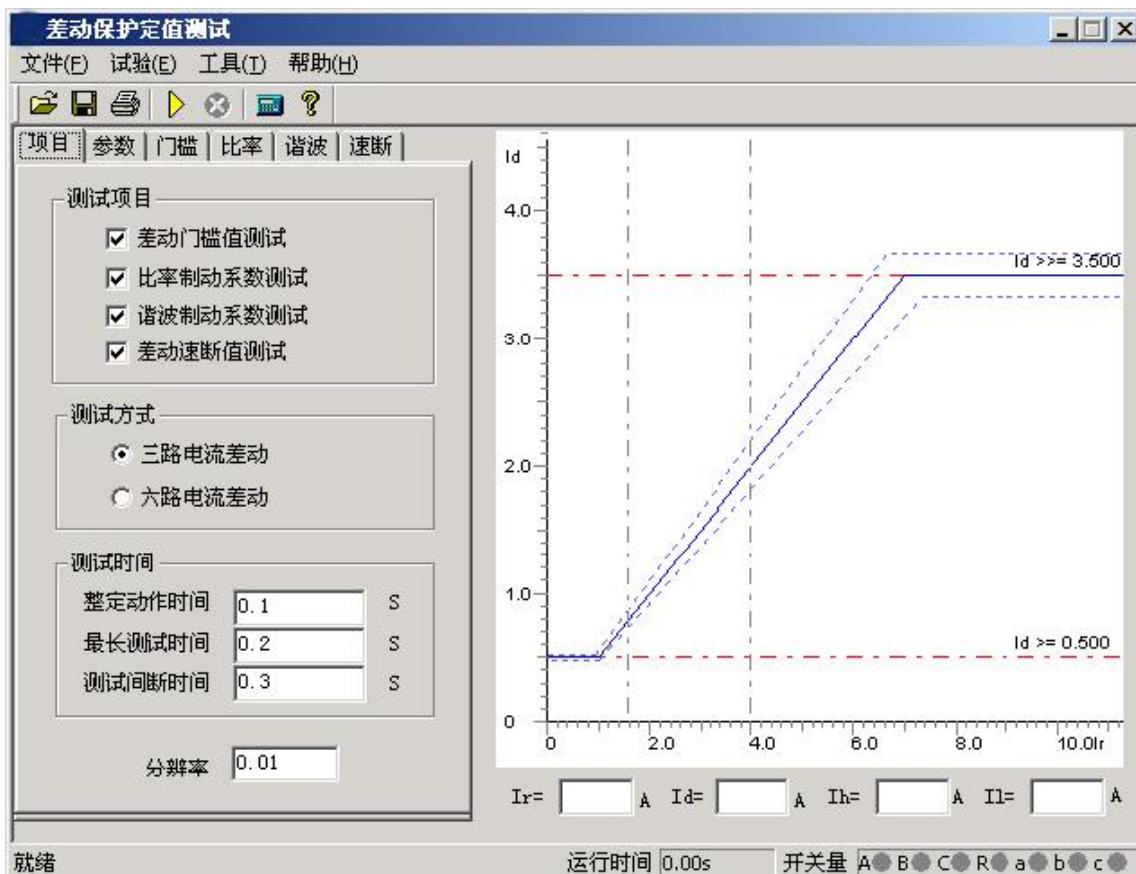 差动保护定值测试
文件(F) 试验(E) 工具(T) 帮助(H)
项目 参数 门槛 比率 谐波 速断
测试项目
差动门槛值测试
比率制动系数测试
谐波制动系数测试
差动速断值测试
测试方式
三路电流差动
六路电流差动
测试时间
整定动作时间 0.1 S
最长测试时间 0.2 S
测试间断时间 0.3 S
分辨率 0.01
Id
4.0
Id >>= 3.500
3.0
2.0
1.0
Id >= 0.500
0
0 2.0 4.0 6.0 8.0 10.0Ir
Ir= A Id= A Ih= A Il= A
就绪 运行时间 0.00s 开关量 A B C R a b c